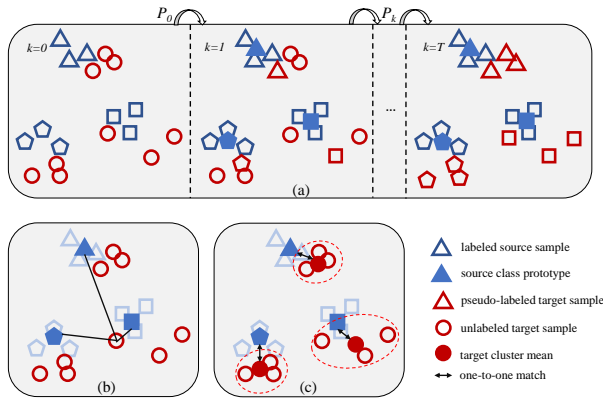 P0 Pk
k=0 k=1 k=T
...
(a)
labeled source sample
source class prototype
pseudo-labeled target sample
unlabeled target sample
target cluster mean
one-to-one match
(b) (c)